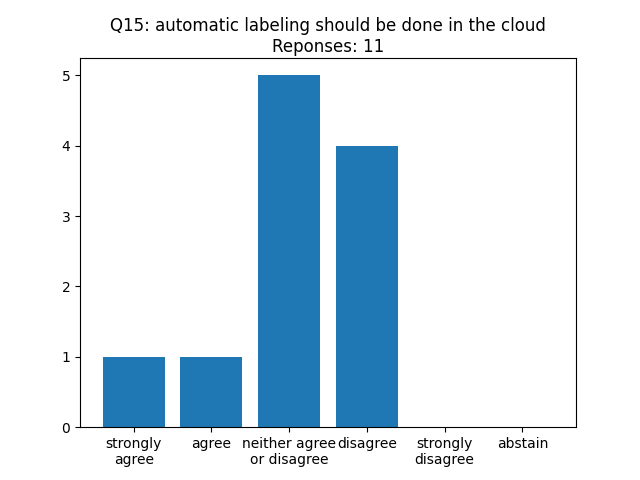 Q15: automatic labeling should be done in the cloud
Reponses: 11
5
4
3
2
1
0
strongly agree
agree
neither agree or disagree
disagree
strongly disagree
abstain